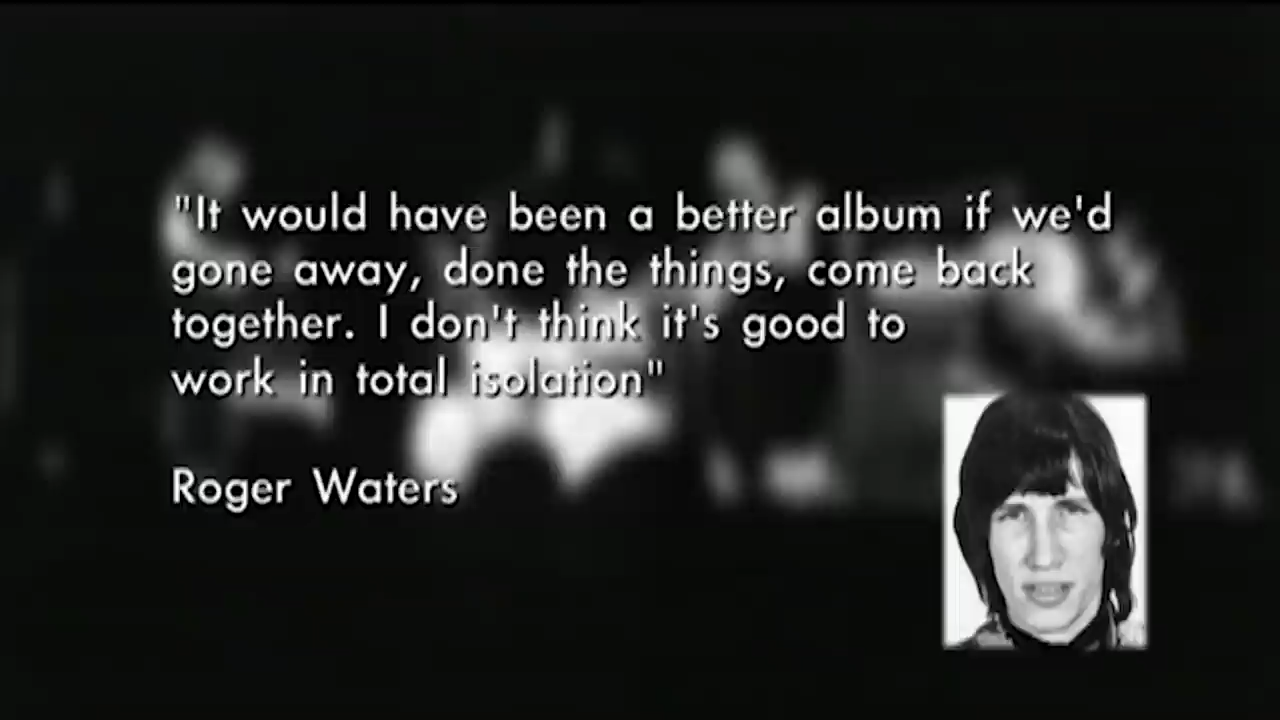 "It would have been a better album if we'd
gone away, done the things, come back
together. I don't think it's good to
work in total isolation"
Roger Waters